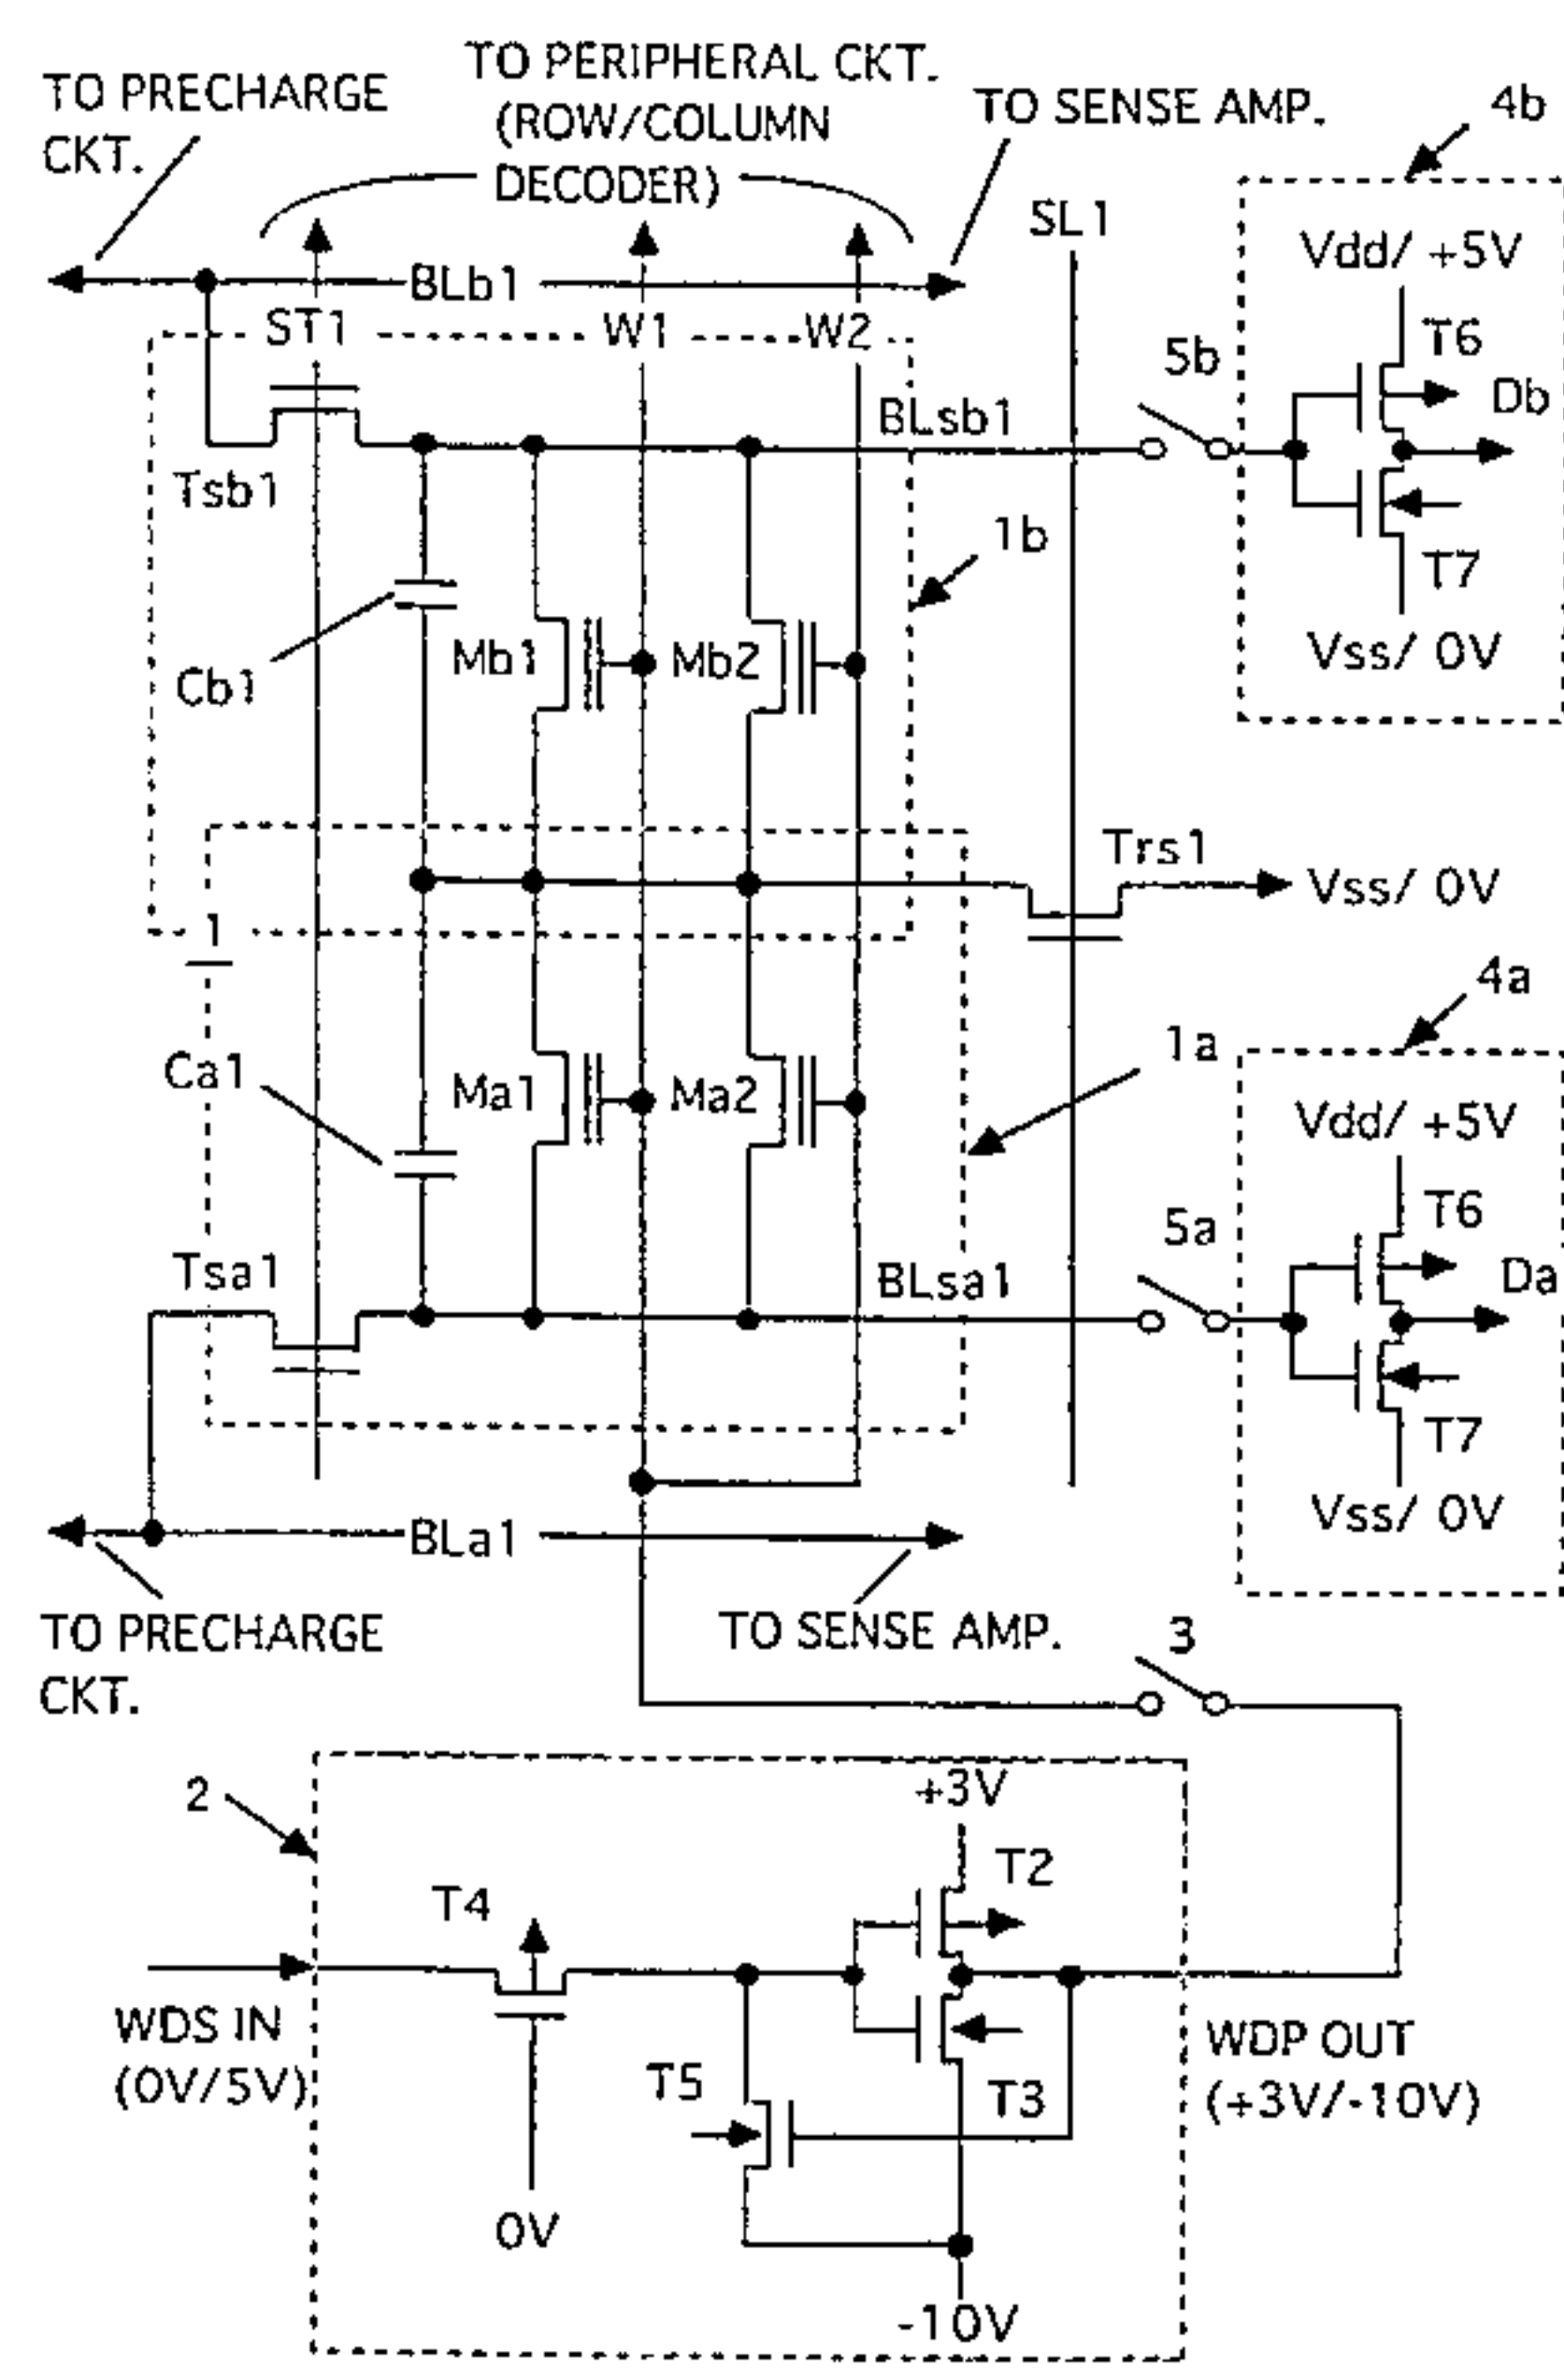 TO PRECHARGE
CKT.
TO PERIPHERAL CKT.
(ROW/COLUMN
DECODER)
TO SENSE AMP.
4b
SL1
Vdd/ +5V
BLb1
ST1
W1
W2
T6
5b
Db
BLsb1
Tsb1
1b
T7
Mb1
Mb2
Vss/ 0V
Cb1
Trs1
Vss/ 0V
1
4a
1a
Ca1
Ma1
Ma2
Vdd/ +5V
T6
5a
Tsa1
BLsa1
Da
T7
Vss/ 0V
BLa1
TO PRECHARGE
CKT.
TO SENSE AMP.
3
2
+3V
T2
T4
WDS IN
(0V/5V)
WDP OUT
(+3V/-10V)
T5
T3
0V
-10V